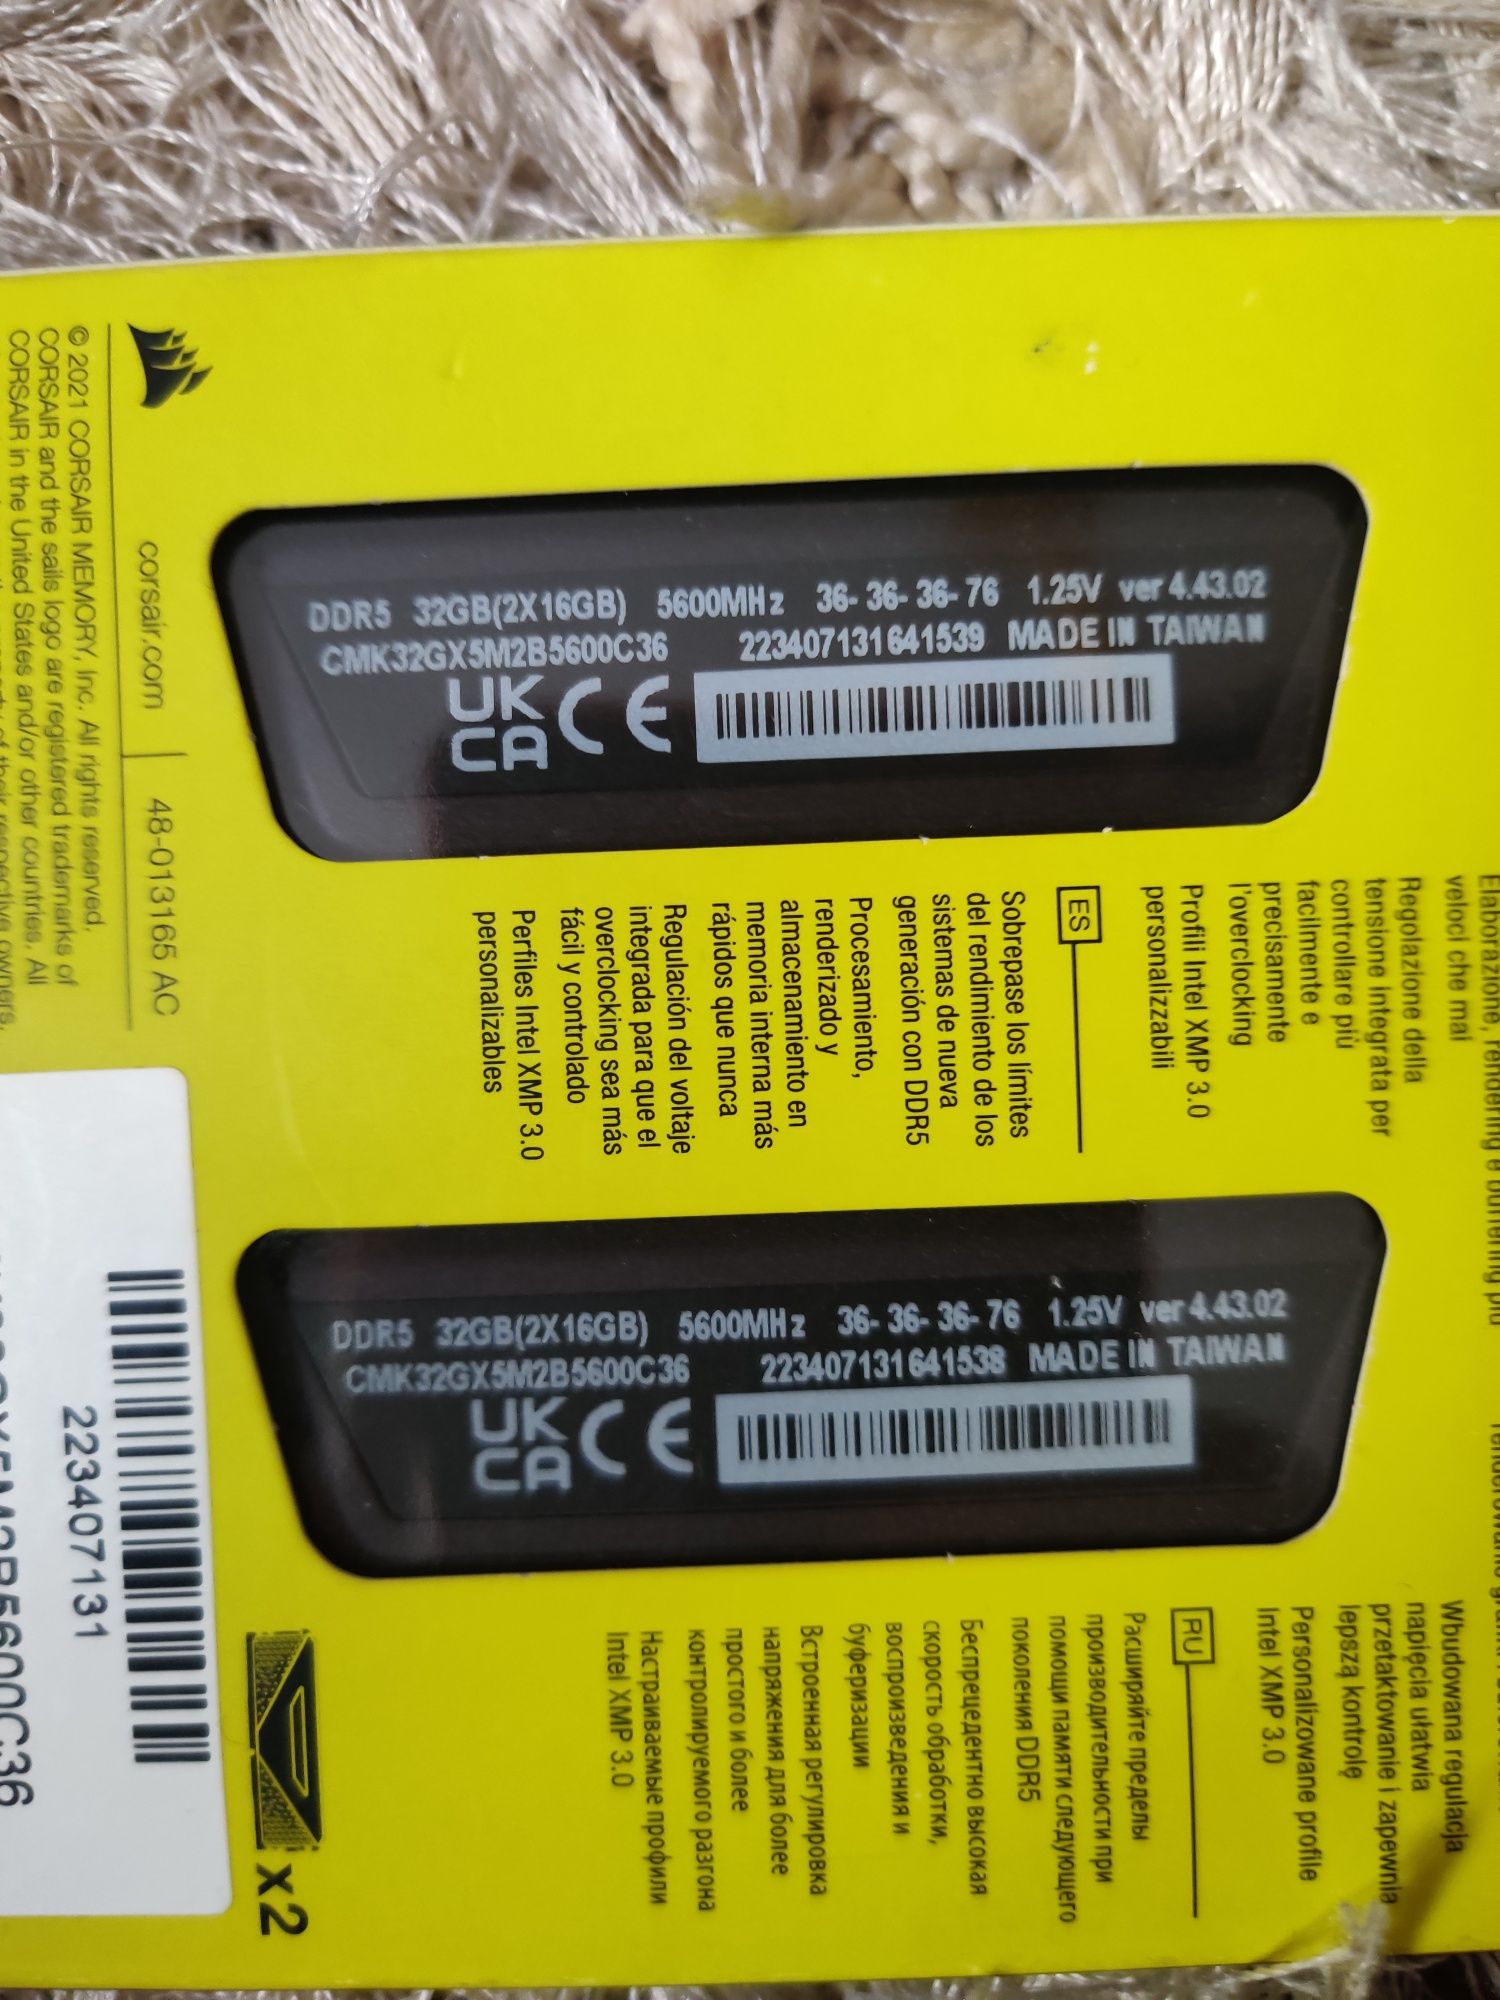 DDR5 32GB(2X16GB) 5600MHz 36-36-36-76 1.25V ver 4.43.02
CMK32GX5M2B5600C36 223407131641539 MADE IN TAIWAN
UK
CA CE
DDR5 32GB(2X16GB) 5600MHz 36-36-36-76 1.25V ver 4.43.02
CMK32GX5M2B5600C36 223407131641538 MADE IN TAIWAN
UK
CA CE
veloci che mai
Regolazione della
tensione integrata per
controllare più
facilmente e
precisamente
l'overclocking
Profili Intel XMP 3.0
personalizzabili
ES
Sobrepase los límites
del rendimiento de los
sistemas de nueva
generación con DDR5
Procesamiento,
renderizado y
almacenamiento en
memoria interna más
rápidos que nunca
Regulación del voltaje
integrada para que el
overclocking sea más
fácil y controlado
Perfiles Intel XMP 3.0
personalizables
Wbudowana regulacja
napięcia ułatwia
przetaktowanie i zapewnia
lepszą kontrolę
Personalizowane profile
Intel XMP 3.0
RU
Расширяйте пределы
производительности при
помощи памяти следующего
поколения DDR5
Беспрецедентно высокая
скорость обработки,
воспроизведения и
буферизации
Встроенная регулировка
напряжения для более
простого и более
контролируемого разгона
Настраиваемые профили
Intel XMP 3.0
x2
corsair.com | 48-013165 AC
© 2021 CORSAIR MEMORY, Inc. All rights reserved.
CORSAIR and the sails logo are registered trademarks of
CORSAIR in the United States and/or other countries. All
22340713​1